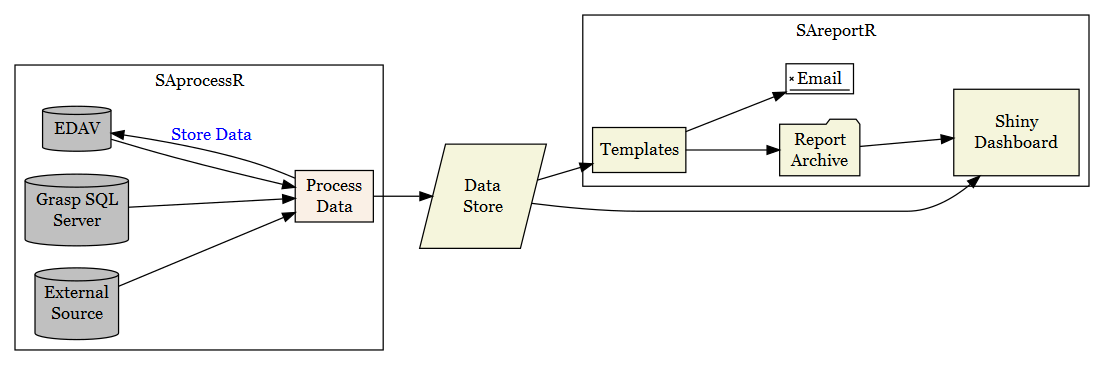 SAprocessR
EDAV
Store Data
Grasp SQL
Server
External
Source
Process
Data
Data
Store
SAreportR
Templates
Email
Report
Archive
Shiny
Dashboard